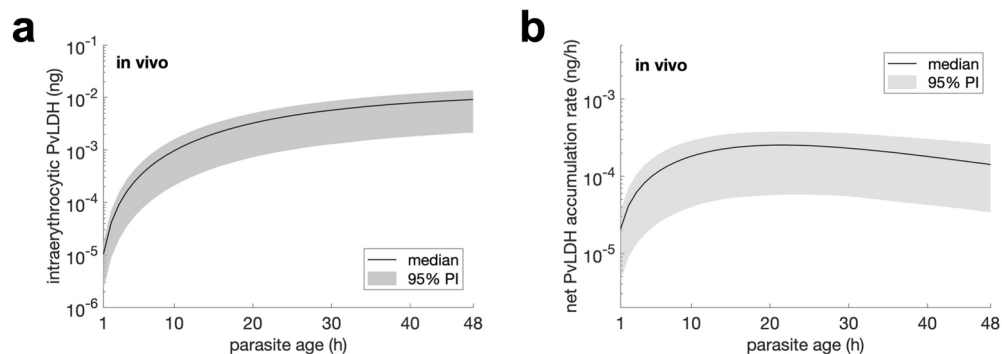 a
in vivo
intraerythrocytic PvLDH (ng)
10⁻¹
10⁻²
10⁻³
10⁻⁴
10⁻⁵
10⁻⁶
median
95% PI
1 10 20 30 40 48
parasite age (h)
b
in vivo
net PvLDH accumulation rate (ng/h)
10⁻³
10⁻⁴
10⁻⁵
median
95% PI
1 10 20 30 40 48
parasite age (h)